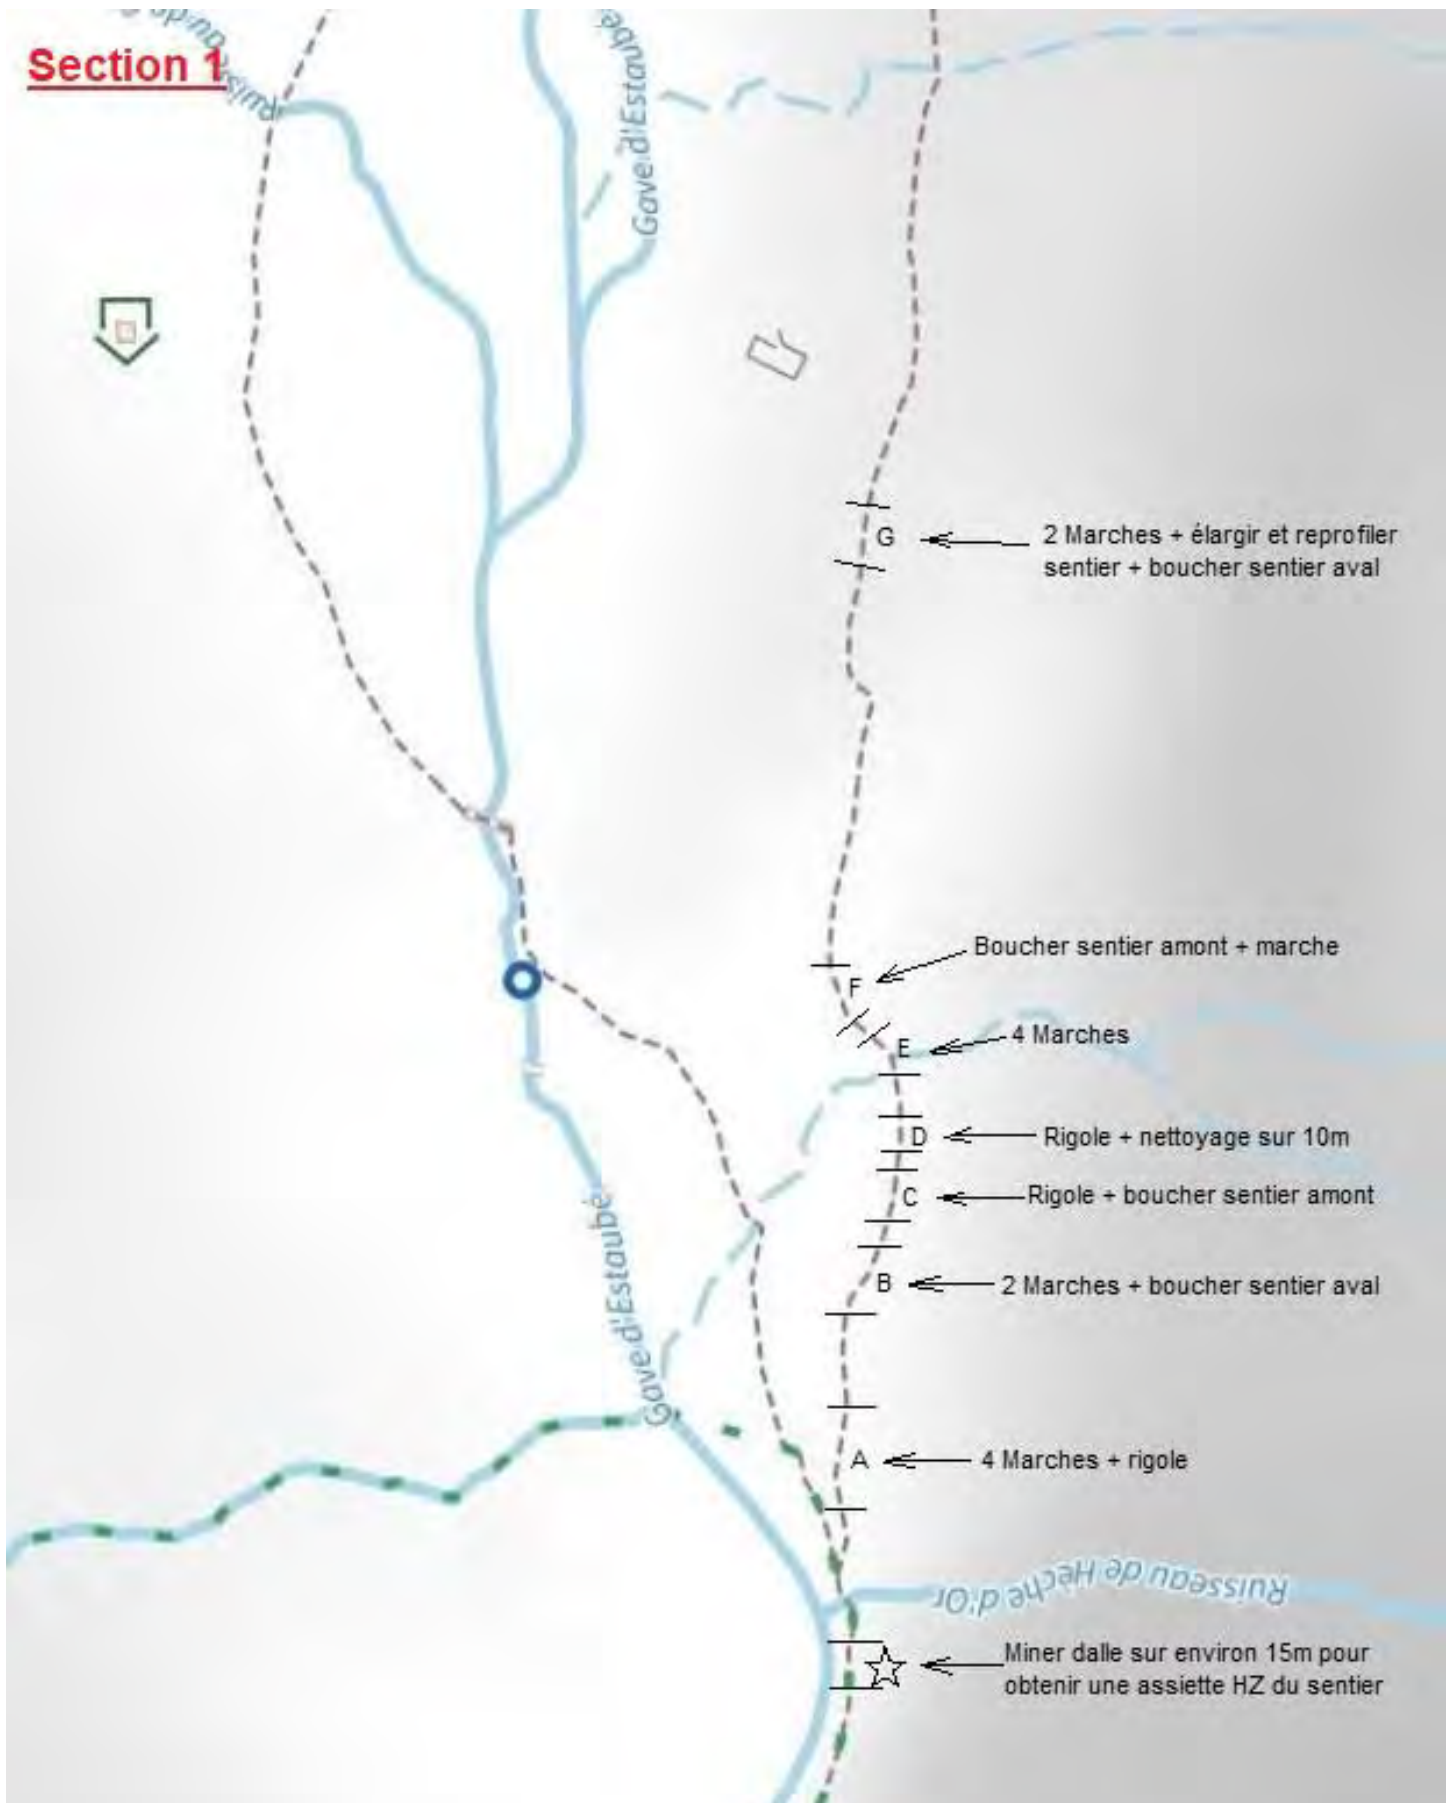 Section 1
Ruisseau de
Gave d'Estaubé
G
2 Marches + élargir et reprofiler
sentier + boucher sentier aval
F
Boucher sentier amont + marche
E
4 Marches
D
Rigole + nettoyage sur 10m
C
Rigole + boucher sentier amont
Gave d'Estaubé
B
2 Marches + boucher sentier aval
A
4 Marches + rigole
Ruisseau de Hèche d'Or
Miner dalle sur environ 15m pour
obtenir une assiette HZ du sentier